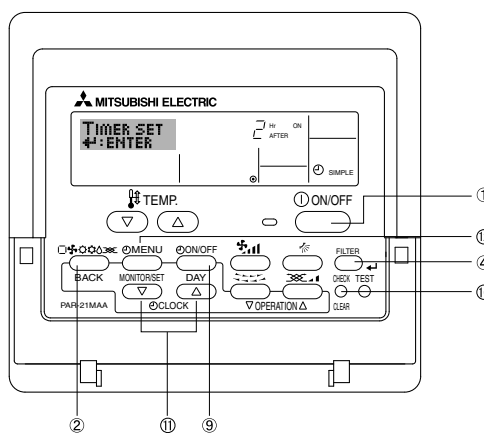 MITSUBISHI ELECTRIC
TIMER SET
:ENTER
2 Hr AFTER ON
SIMPLE
TEMP.
ON/OFF
MENU
ON/OFF
FILTER
BACK
MONITOR/SET
DAY
CHECK TEST
PAR-21MAA
CLOCK
▽OPERATION△
CLEAR
②
⑪
⑨
④